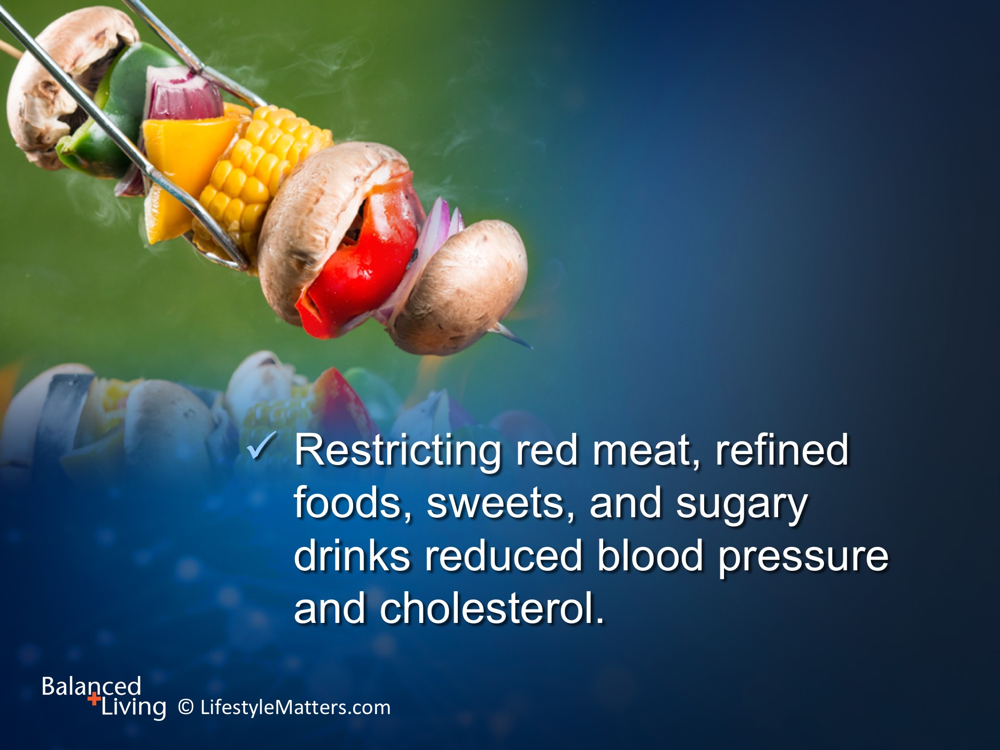 ✓ Restricting red meat, refined
foods, sweets, and sugary
drinks reduced blood pressure
and cholesterol.
Balanced
+Living © LifestyleMatters.com